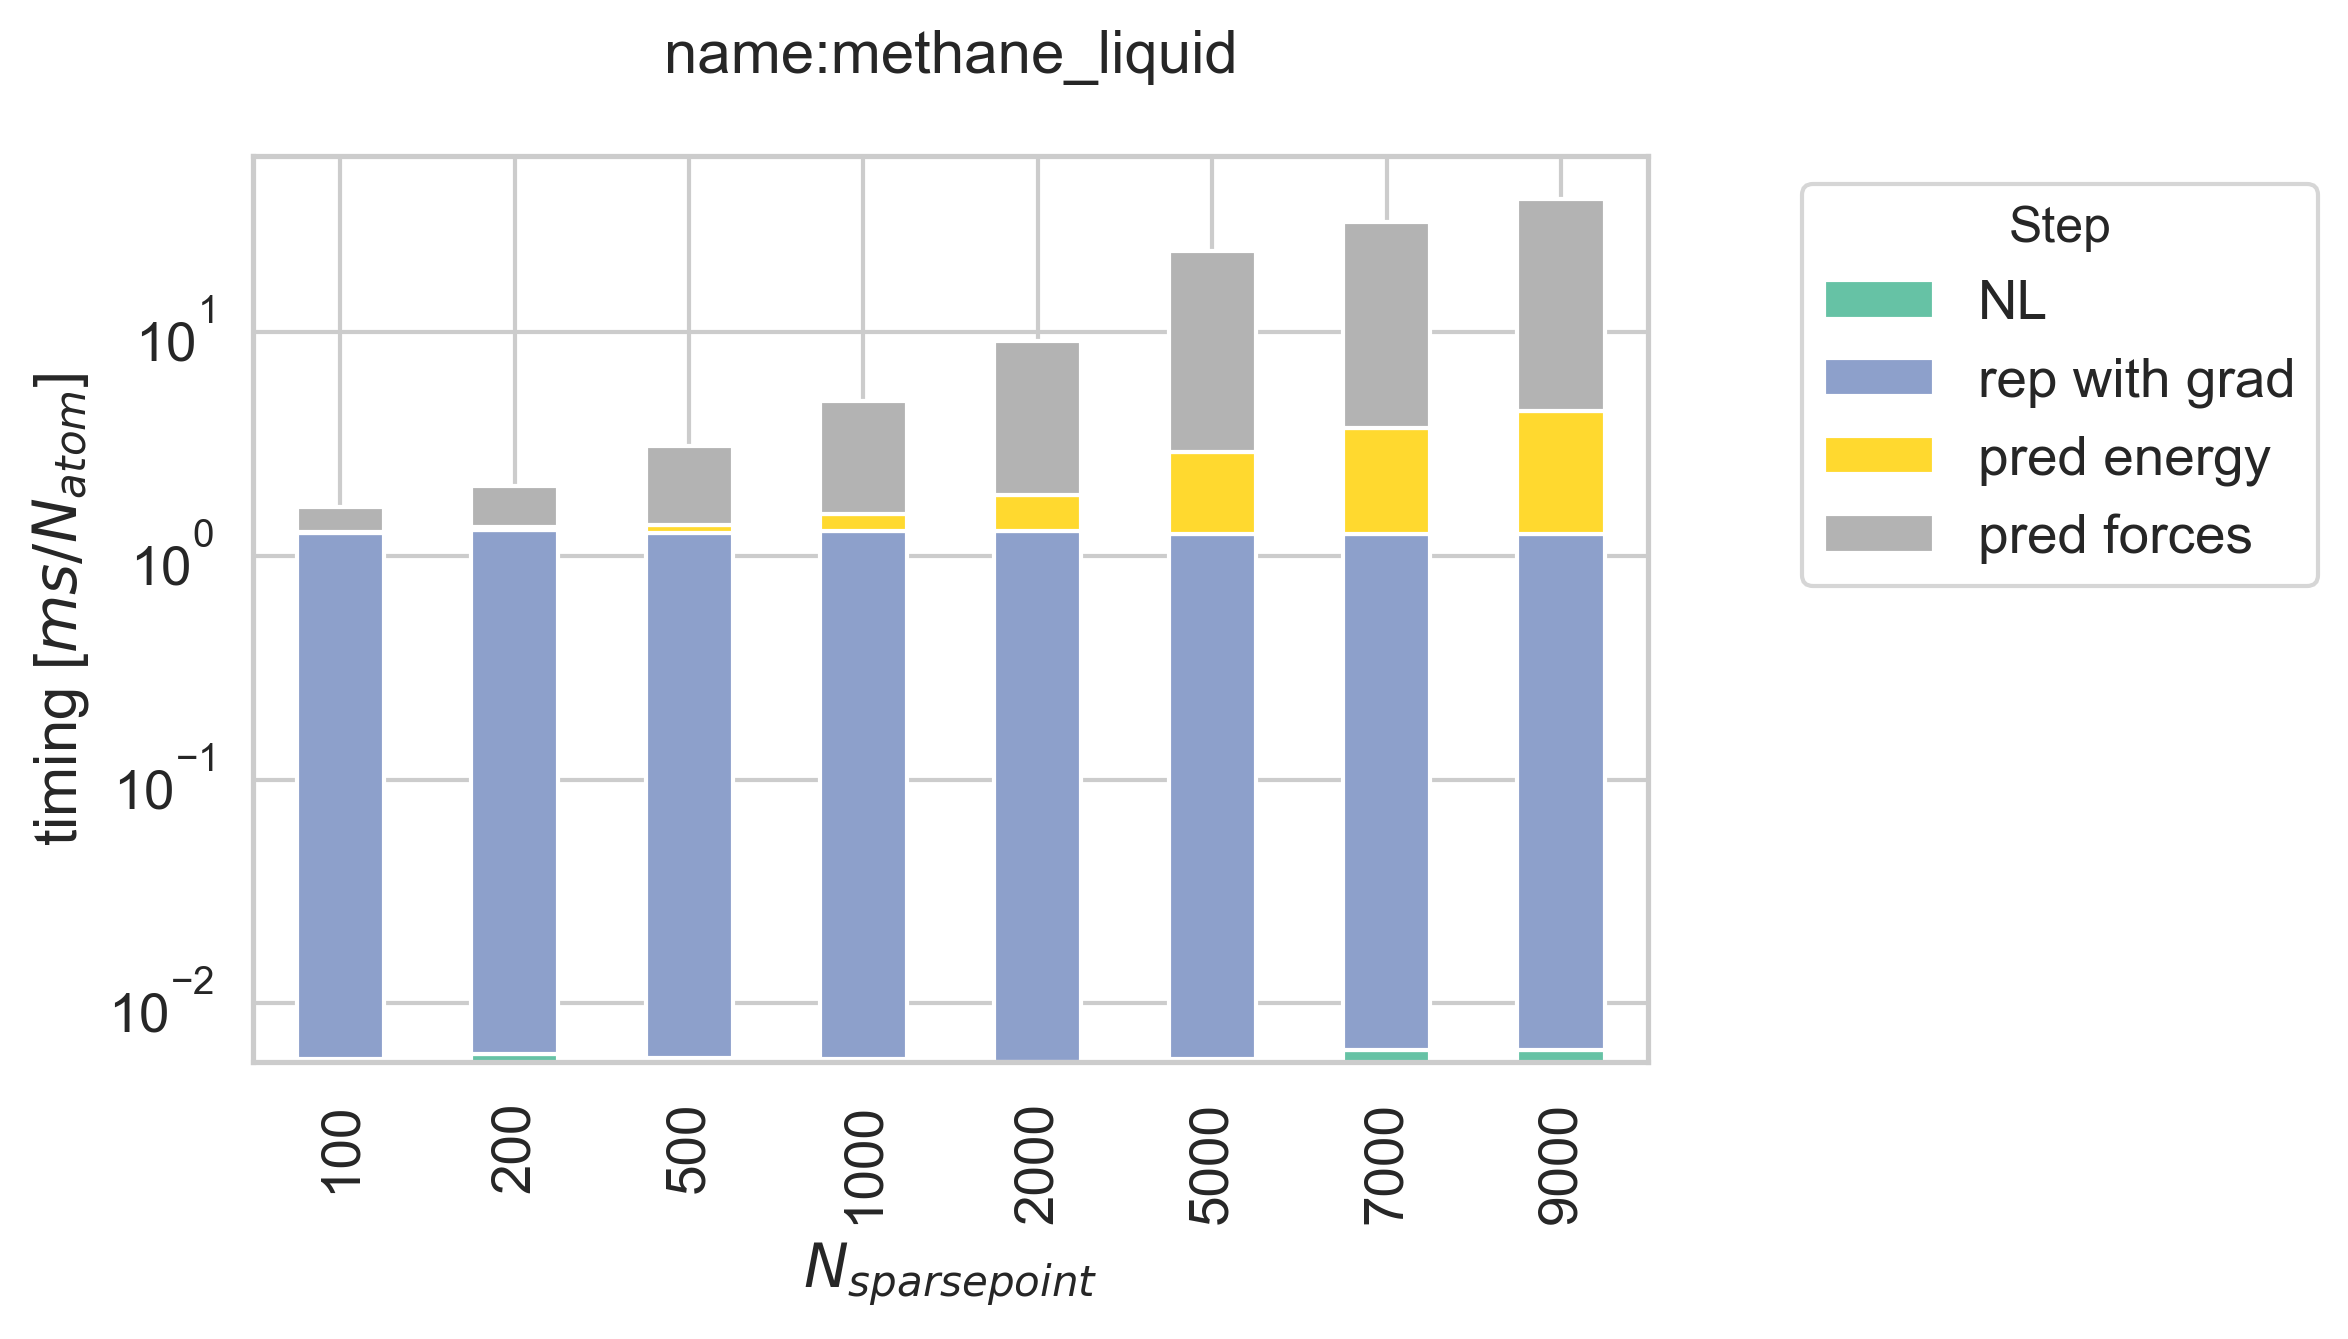 name:methane_liquid
timing [ms/N_atom]
10^1
10^0
10^−1
10^−2
100
200
500
1000
2000
5000
7000
9000
N_sparsepoint
Step
NL
rep with grad
pred energy
pred forces